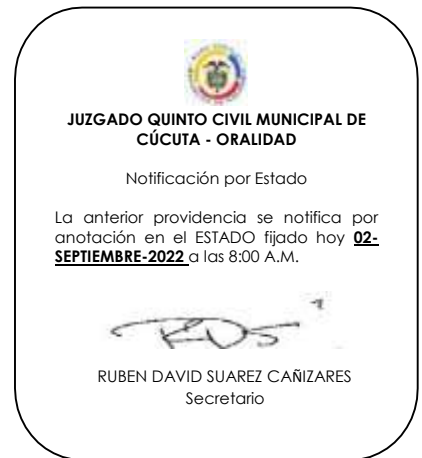 JUZGADO QUINTO CIVIL MUNICIPAL DE
CÚCUTA - ORALIDAD
Notificación por Estado
La anterior providencia se notifica por
anotación en el ESTADO fijado hoy 02-
SEPTIEMBRE-2022 a las 8:00 A.M.
RUBEN DAVID SUAREZ CAÑIZARES
Secretario